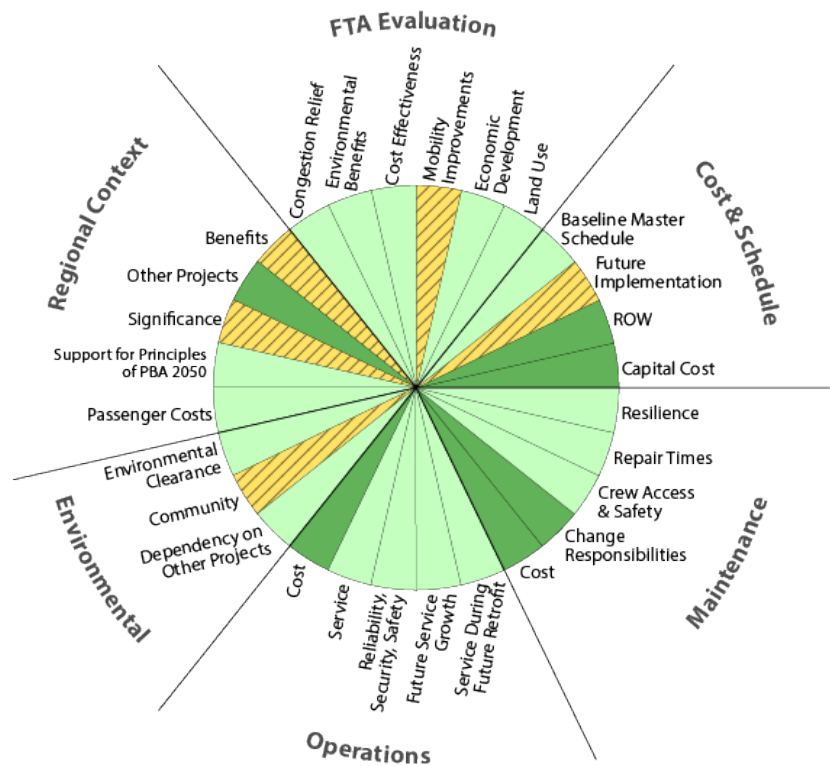 FTA Evaluation
Congestion Relief
Environmental
Benefits
Cost Effectiveness
Mobility
Improvements
Economic
Development
Land Use
Cost & Schedule
Baseline Master
Schedule
Future
Implementation
ROW
Capital Cost
Maintenance
Resilience
Repair Times
Crew Access
& Safety
Change
Responsibilities
Cost
Operations
Service During
Future Retrofit
Future Service
Growth
Reliability,
Security, Safety
Service
Cost
Environmental
Dependency on
Other Projects
Community
Environmental
Clearance
Regional Context
Passenger Costs
Support for Principles
of PBA 2050
Significance
Other Projects
Benefits